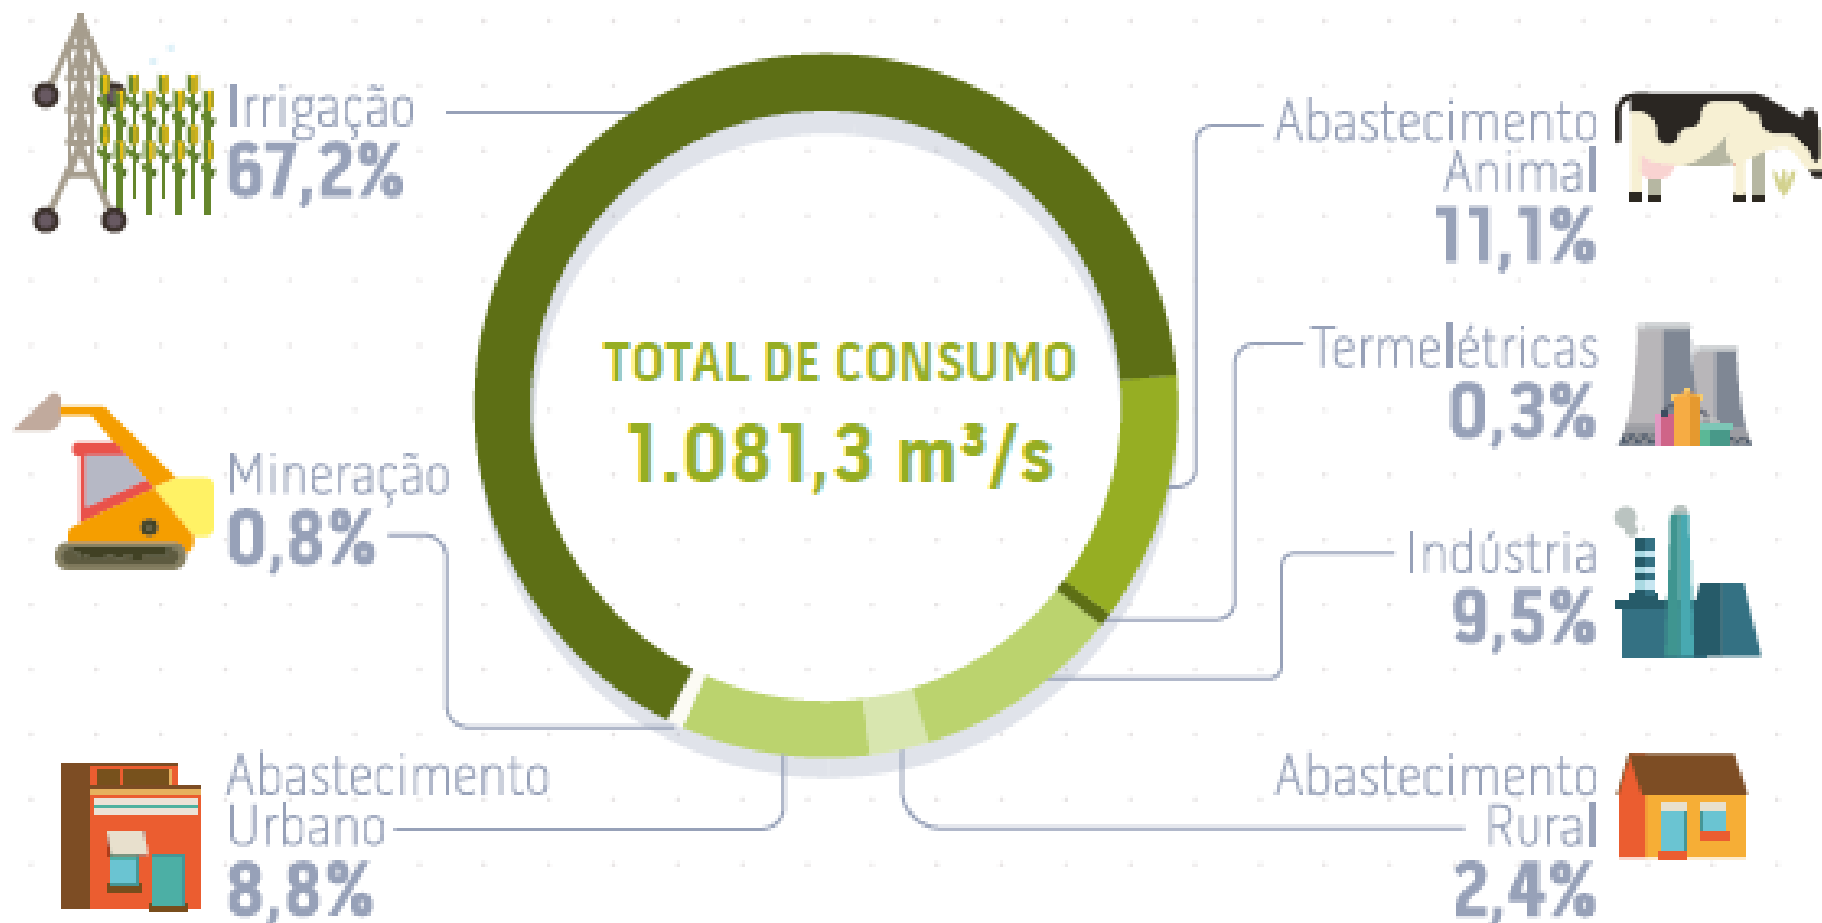 Irrigação
67,2%
Mineração
0,8%
Abastecimento
Urbano
8,8%
TOTAL DE CONSUMO
1.081,3 m³/s
Abastecimento
Animal
11,1%
Termelétricas
0,3%
Indústria
9,5%
Abastecimento
Rural
2,4%